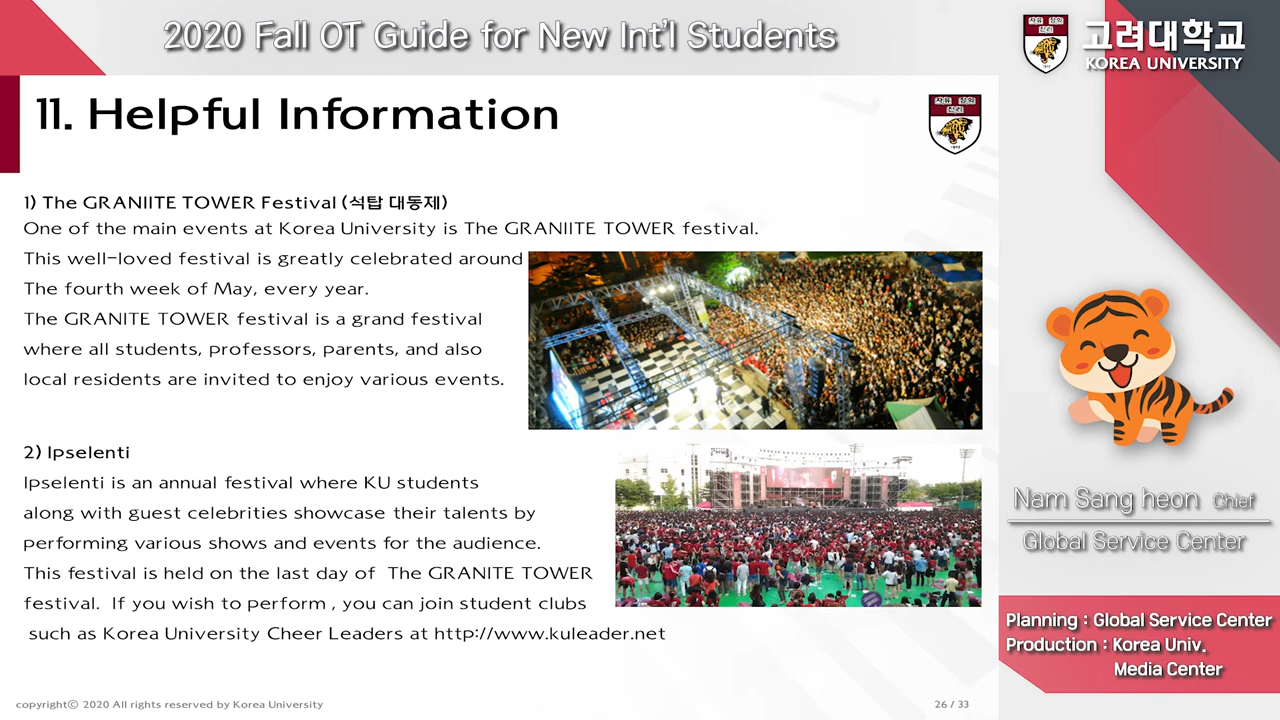 2020 Fall OT Guide for New Int'l Students
고려대학교
KOREA UNIVERSITY
11. Helpful Information
1) The GRANIITE TOWER Festival (석탑 대동제)
One of the main events at Korea University is The GRANIITE TOWER festival.
This well-loved festival is greatly celebrated around
The fourth week of May, every year.
The GRANITE TOWER festival is a grand festival
where all students, professors, parents, and also
local residents are invited to enjoy various events.
2) Ipselenti
Ipselenti is an annual festival where KU students
along with guest celebrities showcase their talents by
performing various shows and events for the audience.
This festival is held on the last day of The GRANITE TOWER
festival. If you wish to perform , you can join student clubs
such as Korea University Cheer Leaders at http://www.kuleader.net
Nam Sang heon Chief
Global Service Center
Planning : Global Service Center
Production : Korea Univ.
Media Center
copyright© 2020 All rights reserved by Korea University
26 / 33